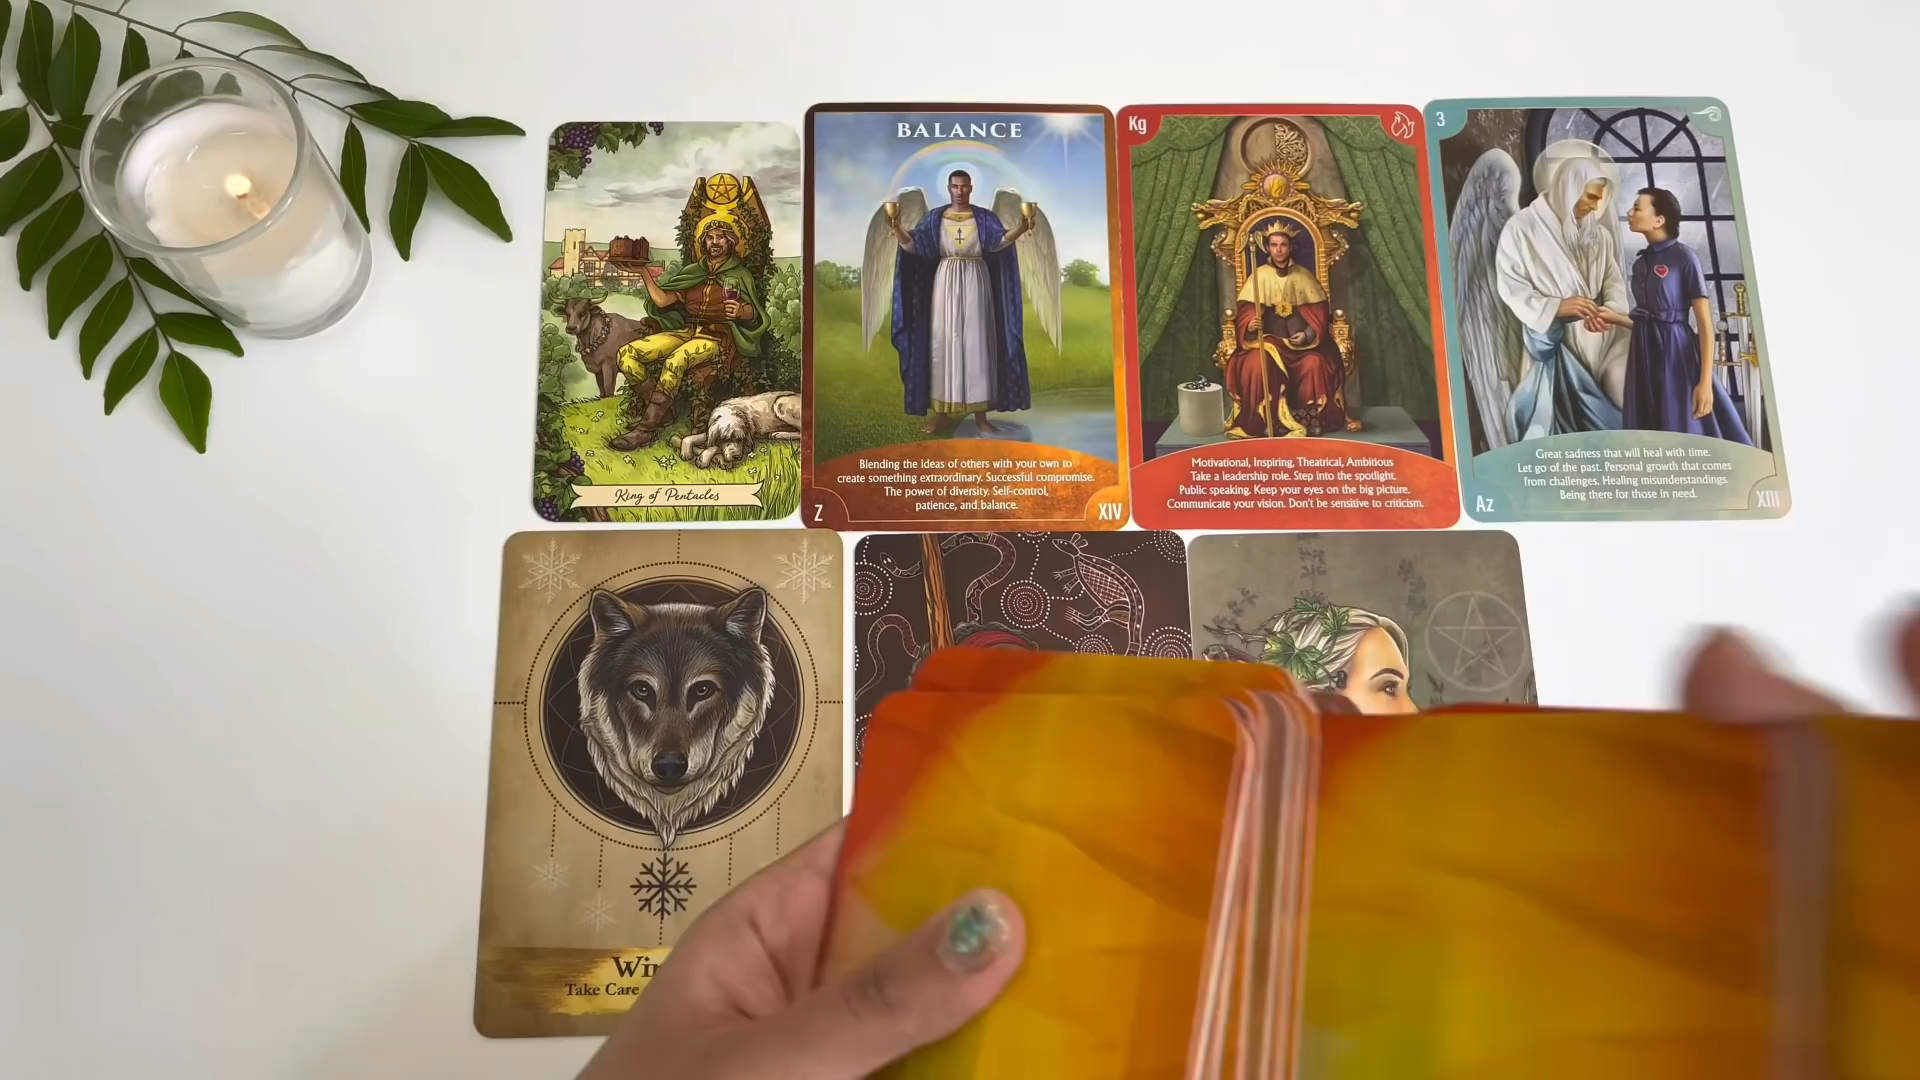 King of Pentacles
BALANCE
Blending the ideas of others with your own to
create something extraordinary. Successful compromise.
The power of diversity. Self-control,
patience, and balance.
Z
XIV
Kg
Motivational, Inspiring, Theatrical, Ambitious
Take a leadership role. Step into the spotlight.
Public speaking. Keep your eyes on the big picture.
Communicate your vision. Don't be sensitive to criticism.
3
Great sadness that will heal with time.
Let go of the past. Personal growth that comes
from challenges. Healing misunderstandings.
Being there for those in need.
Az
XIII
Take Care